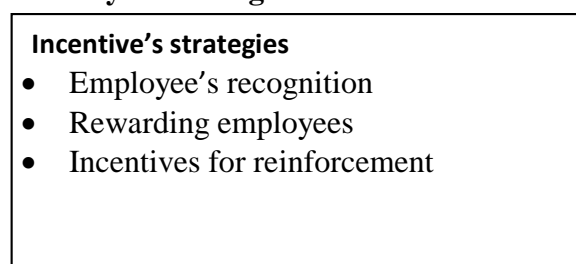 Incentive’s strategies
• Employee’s recognition
• Rewarding employees
• Incentives for reinforcement